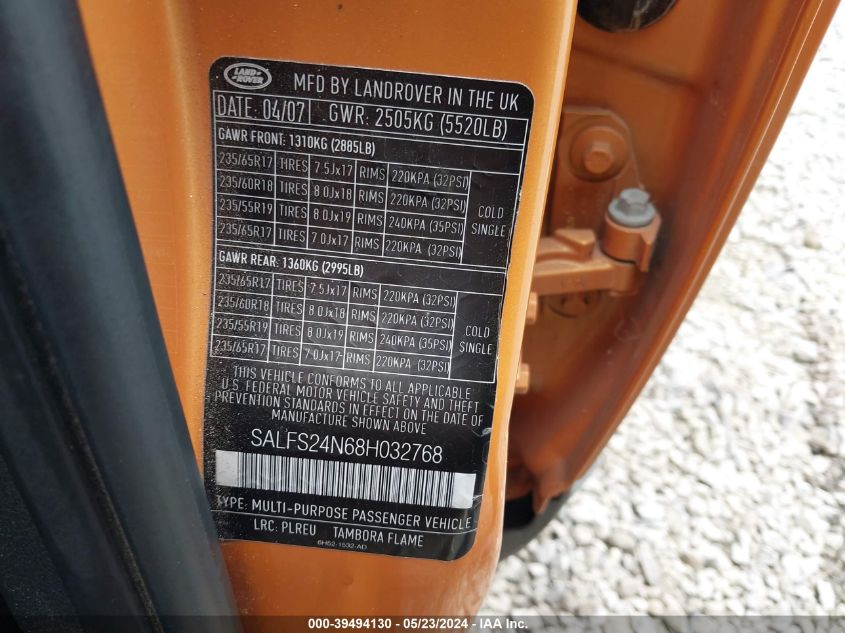 LAND ROVER
MFD BY LANDROVER IN THE UK
DATE: 04/07 GWR: 2505KG (5520LB)
GAWR FRONT: 1310KG (2885LB)
235/65R17 TIRES 7.5Jx17 RIMS 220KPA (32PSI)
235/60R18 TIRES 8.0Jx18 RIMS 220KPA (32PSI)
235/55R19 TIRES 8.0Jx19 RIMS 240KPA (35PSI)
235/65R17 TIRES 7.0Jx17 RIMS 220KPA (32PSI)
COLD
SINGLE
GAWR REAR: 1360KG (2995LB)
235/65R17 TIRES 7.5Jx17 RIMS 220KPA (32PSI)
235/60R18 TIRES 8.0Jx18 RIMS 220KPA (32PSI)
235/55R19 TIRES 8.0Jx19 RIMS 240KPA (35PSI)
235/65R17 TIRES 7.0Jx17 RIMS 220KPA (32PSI)
COLD
SINGLE
THIS VEHICLE CONFORMS TO ALL APPLICABLE
U.S. FEDERAL MOTOR VEHICLE SAFETY AND THEFT
PREVENTION STANDARDS IN EFFECT ON THE DATE OF
MANUFACTURE SHOWN ABOVE.
SALFS24N68H032768
TYPE: MULTI-PURPOSE PASSENGER VEHICLE
LRC: PLREU TAMBORA FLAME
6H52-1532-AD
000-39494130 - 05/23/2024 - IAA Inc.